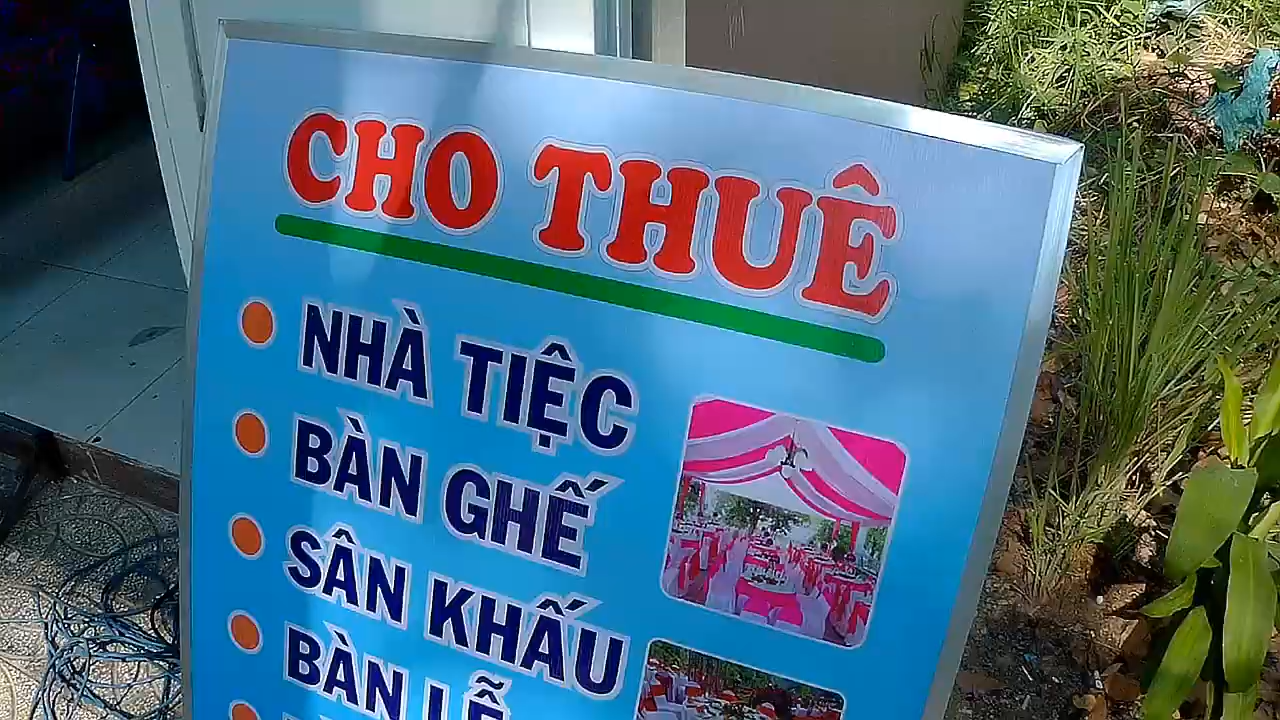 CHO THUÊ
NHÀ TIỆC
BÀN GHẾ
SÂN KHẤU
BÀN LỄ